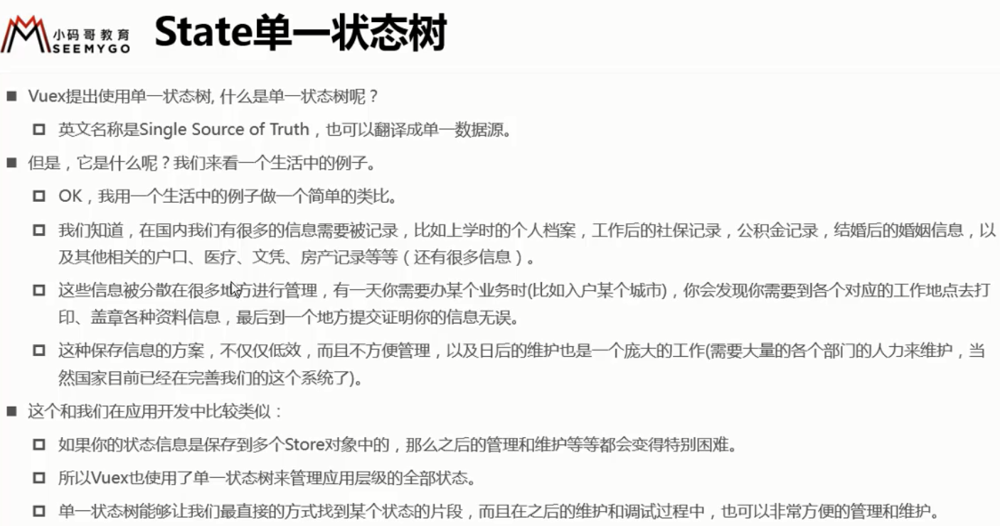 小码哥教育
SEEMYGO
State单一状态树
Vuex提出使用单一状态树, 什么是单一状态树呢？
英文名称是Single Source of Truth，也可以翻译成单一数据源。
但是，它是什么呢？我们来看一个生活中的例子。
OK，我用一个生活中的例子做一个简单的类比。
我们知道，在国内我们有很多的信息需要被记录，比如上学时的个人档案，工作后的社保记录，公积金记录，结婚后的婚姻信息，以
及其他相关的户口、医疗、文凭、房产记录等等（还有很多信息）。
这些信息被分散在很多地方进行管理，有一天你需要办某个业务时(比如入户某个城市)，你会发现你需要到各个对应的工作地点去打
印、盖章各种资料信息，最后到一个地方提交证明你的信息无误。
这种保存信息的方案，不仅仅低效，而且不方便管理，以及日后的维护也是一个庞大的工作(需要大量的各个部门的人力来维护，当
然国家目前已经在完善我们的这个系统了)。
这个和我们在应用开发中比较类似：
如果你的状态信息是保存到多个Store对象中的，那么之后的管理和维护等等都会变得特别困难。
所以Vuex也使用了单一状态树来管理应用层级的全部状态。
单一状态树能够让我们最直接的方式找到某个状态的片段，而且在之后的维护和调试过程中，也可以非常方便的管理和维护。